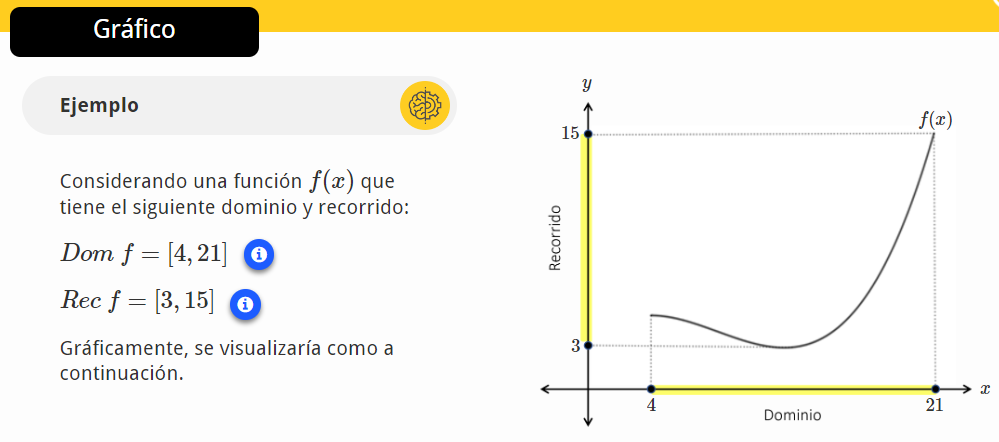 Gráfico
Ejemplo
Considerando una función f(x) que
tiene el siguiente dominio y recorrido:
Dom f = [4, 21]
Rec f = [3, 15]
Gráficamente, se visualizaría como a
continuación.
y
f(x)
15
Recorrido
3
x
4
21
Dominio